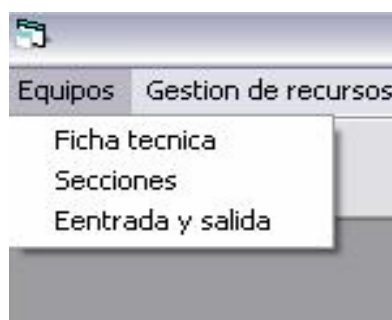 Equipos Gestion de recursos
Ficha tecnica
Secciones
Eentrada y salida